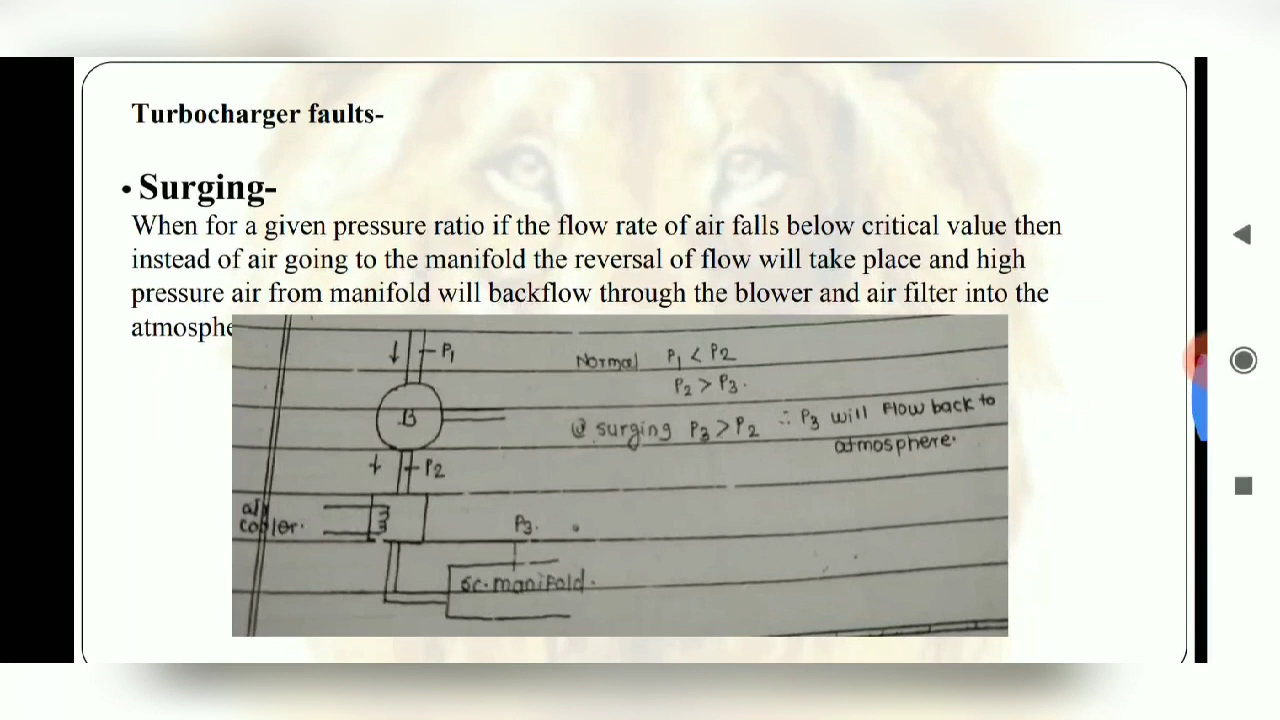 Turbocharger faults-
• Surging-
When for a given pressure ratio if the flow rate of air falls below critical value then
instead of air going to the manifold the reversal of flow will take place and high
pressure air from manifold will backflow through the blower and air filter into the
atmosphe
P1
Normal P1 < P2
P2 > P3.
B
@ surging P3 > P2 ∴ P3 will flow back to
atmosphere.
P2
air
cooler.
P3.
sc. manifold.